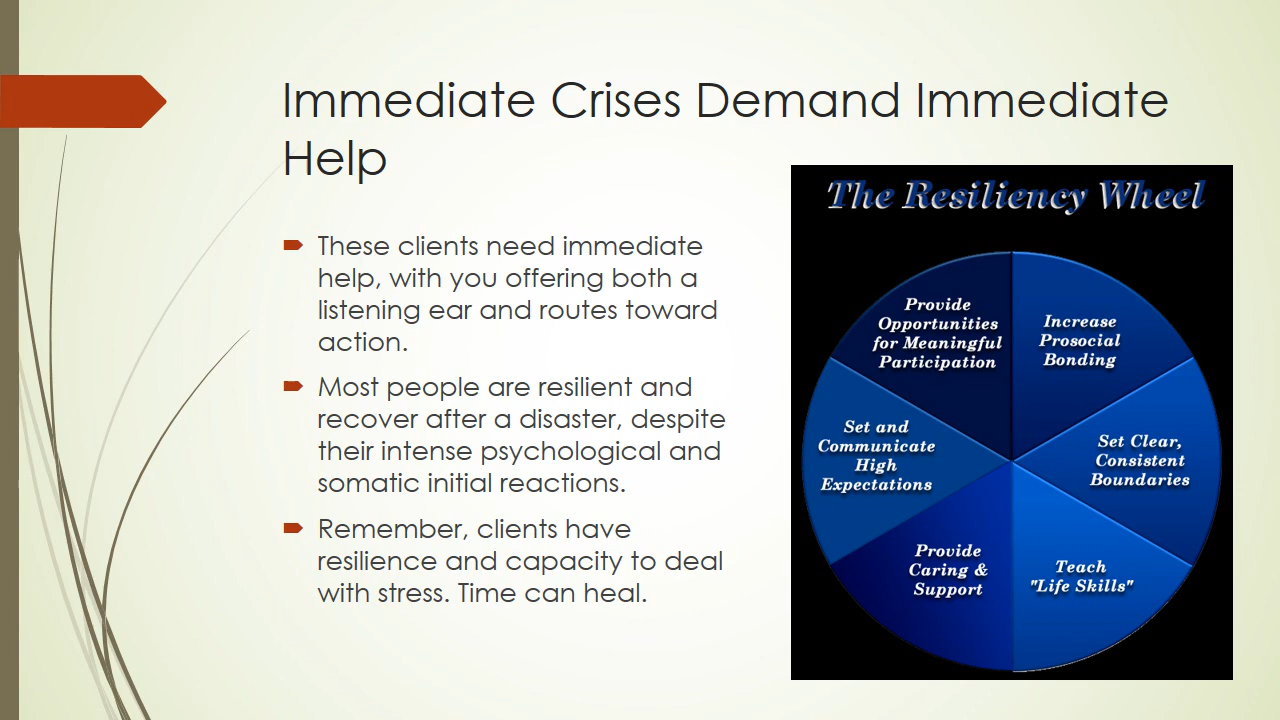 Immediate Crises Demand Immediate
Help
These clients need immediate
help, with you offering both a
listening ear and routes toward
action.
Most people are resilient and
recover after a disaster, despite
their intense psychological and
somatic initial reactions.
Remember, clients have
resilience and capacity to deal
with stress. Time can heal.
The Resiliency Wheel
Provide
Opportunities
for Meaningful
Participation
Increase
Prosocial
Bonding
Set and
Communicate
High
Expectations
Set Clear,
Consistent
Boundaries
Provide
Caring &
Support
Teach
"Life Skills"